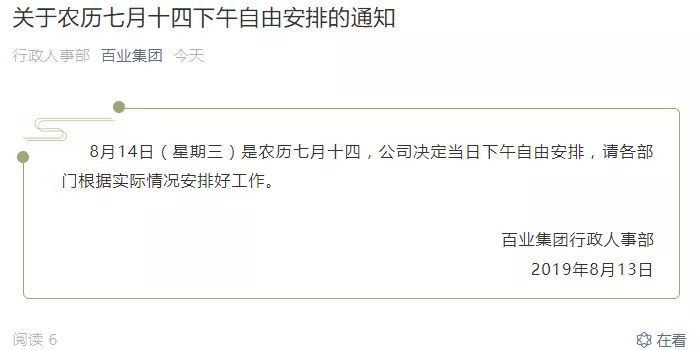 关于农历七月十四下午自由安排的通知
行政人事部 百业集团 今天
8月14日（星期三）是农历七月十四，公司决定当日下午自由安排，请各部
门根据实际情况安排好工作。
百业集团行政人事部
2019年8月13日
阅读 6
在看